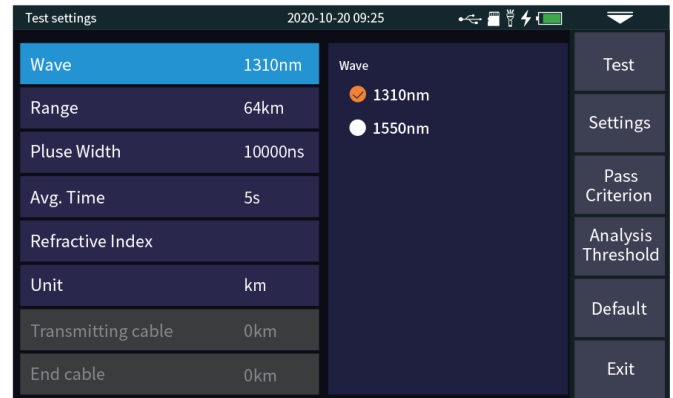 Test settings 2020-10-20 09:25
Wave 1310nm
Range 64km
Pluse Width 10000ns
Avg. Time 5s
Refractive Index
Unit km
Transmitting cable 0km
End cable 0km
Wave
1310nm
1550nm
Test
Settings
Pass
Criterion
Analysis
Threshold
Default
Exit